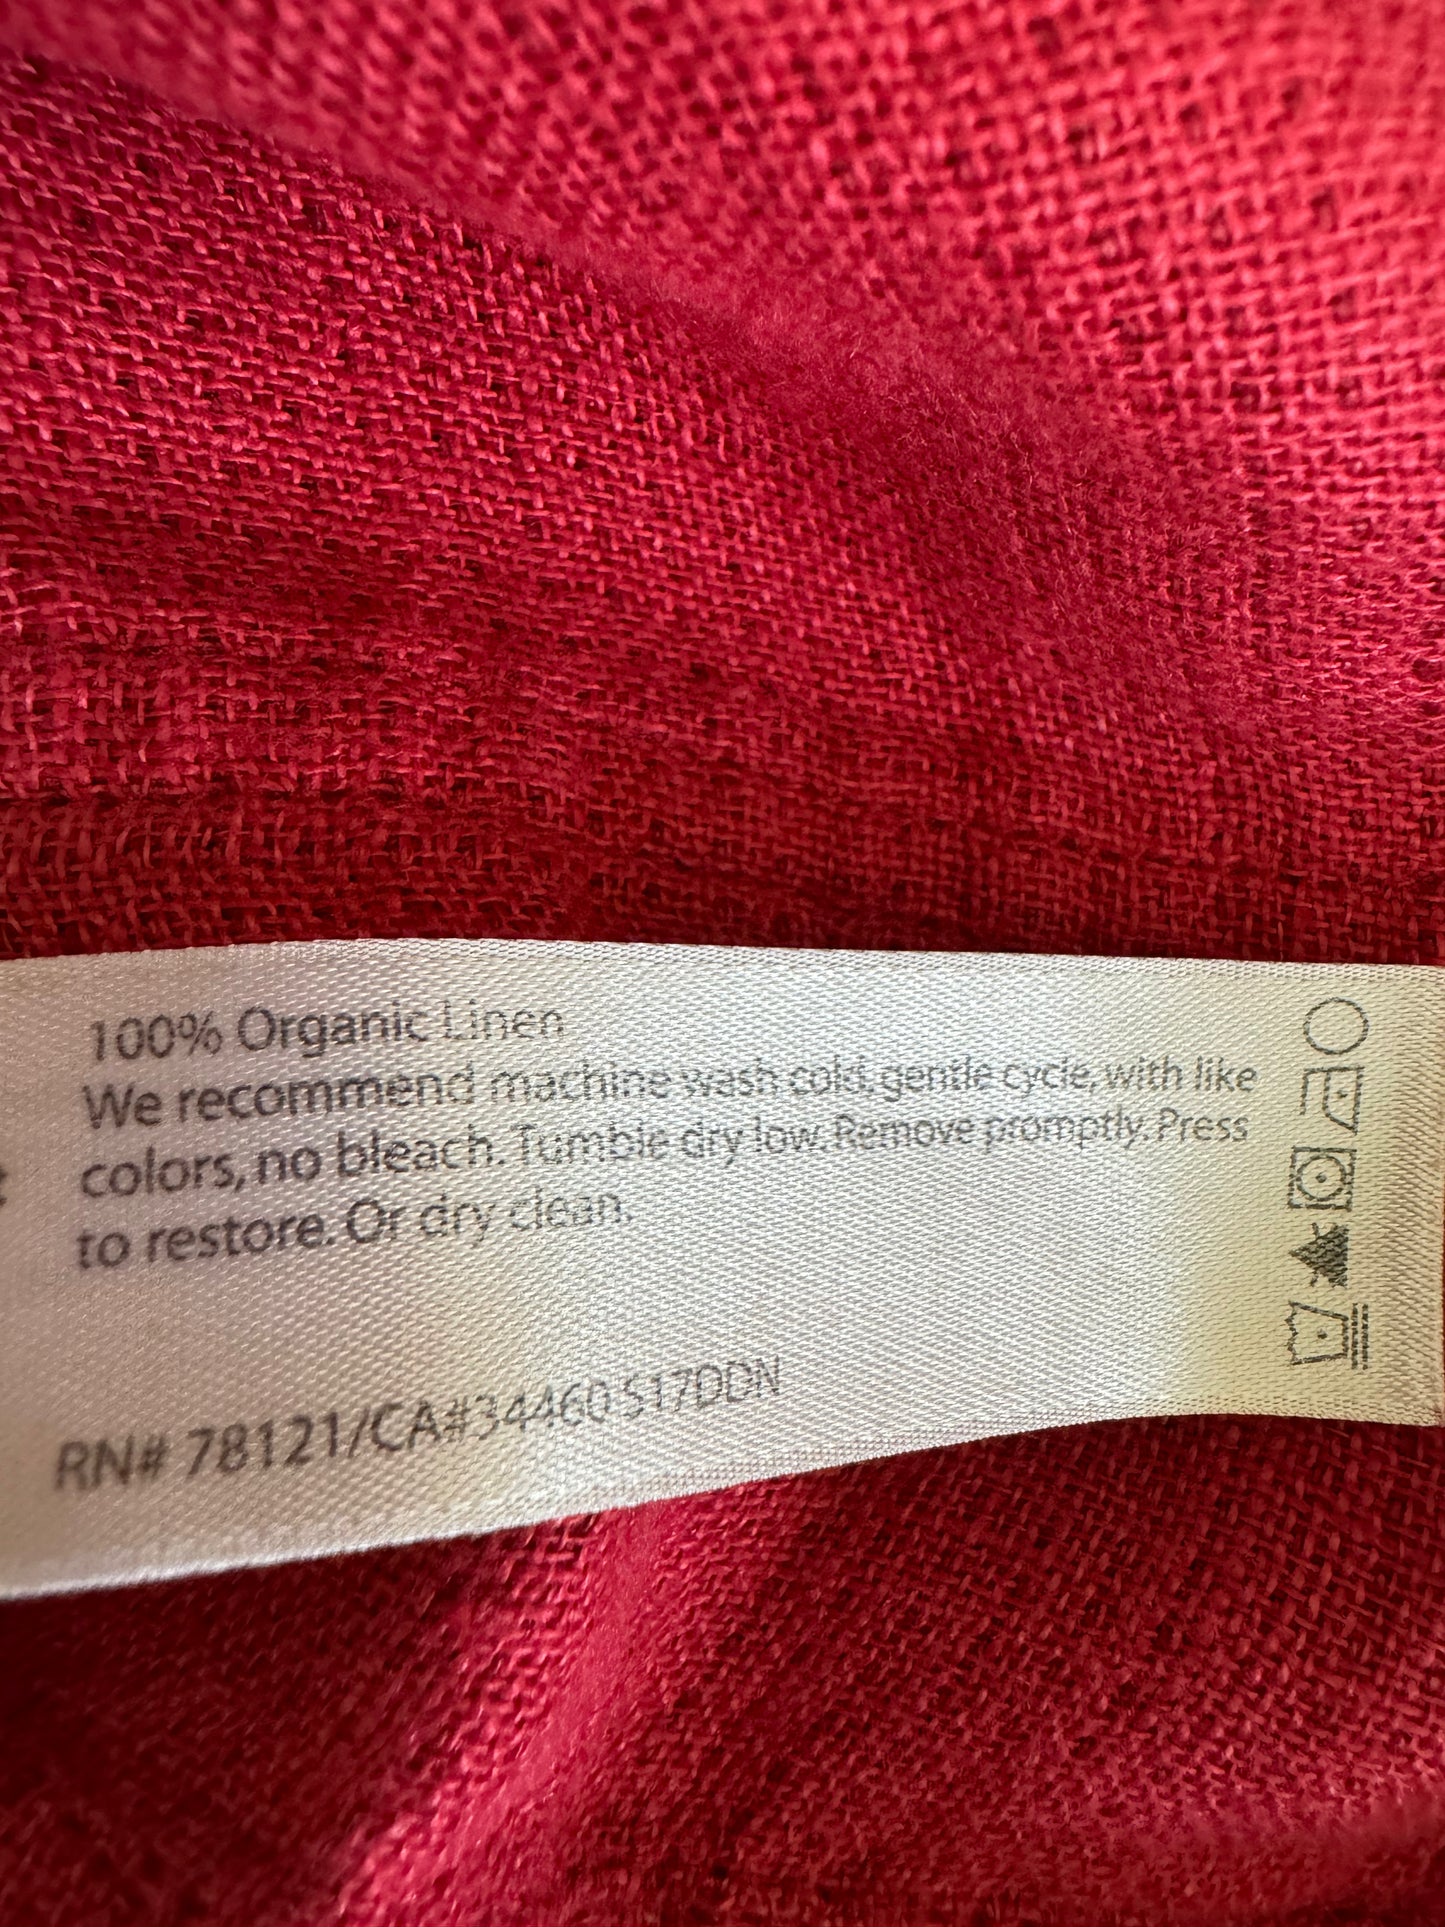 100% Organic Linen
We recommend machine wash cold, gentle cycle, with like
colors, no bleach. Tumble dry low. Remove promptly. Press
to restore. Or dry clean.
RN# 78121/CA#34460 S17DDN